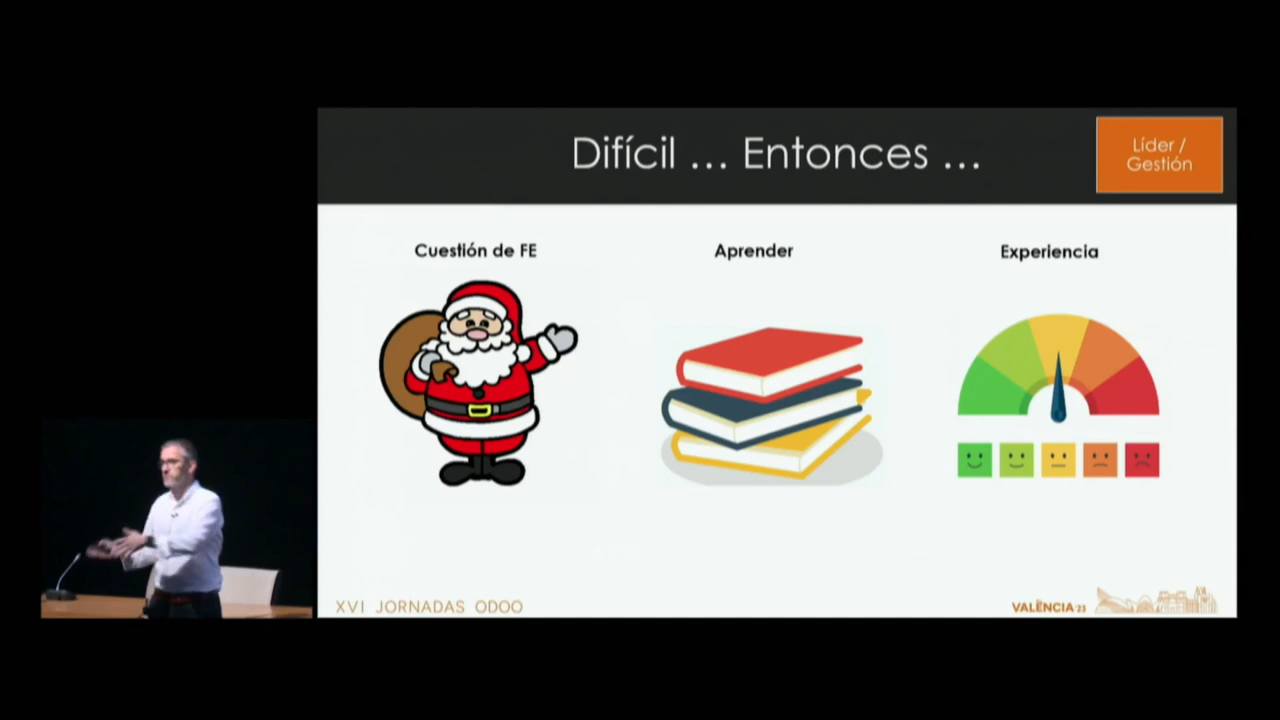 Difícil ... Entonces ...
Líder /
Gestión
Cuestión de FE
Aprender
Experiencia
XVI JORNADAS ODOO
VALÈNCIA'23